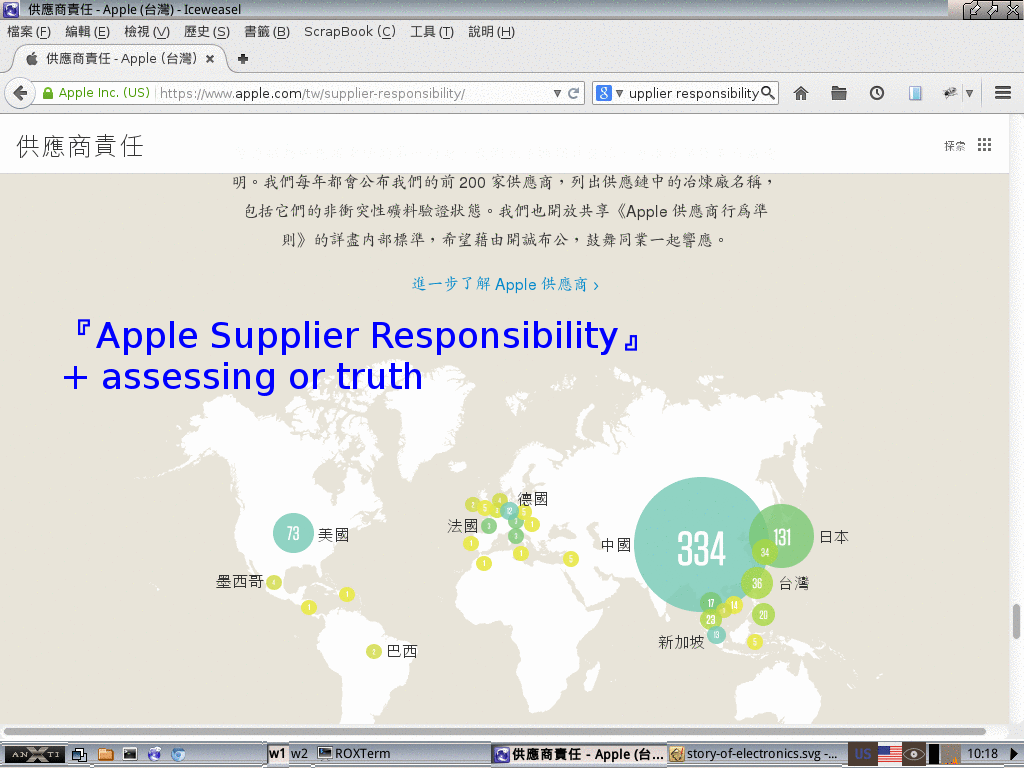 供應商責任 - Apple (台灣) - Iceweasel
檔案 (F) 編輯 (E) 檢視 (V) 歷史 (S) 書籤 (B) ScrapBook (C) 工具 (T) 說明 (H)
供應商責任 - Apple (台灣)
Apple Inc. (US) https://www.apple.com/tw/supplier-responsibility/ upplier responsibility
供應商責任
探索
明。我們每年都會公布我們的前 200 家供應商，列出供應鏈中的冶煉廠名稱，
包括它們的非衝突性礦料驗證狀態。我們也開放共享《Apple 供應商行為準
則》的詳盡內部標準，希望藉由開誠布公，鼓舞同業一起響應。
進一步了解 Apple 供應商 ›
『Apple Supplier Responsibility』
+ assessing or truth
德國
法國
73 美國
中國 334
131 日本
34
墨西哥
36 台灣
17 14
23
20
新加坡
巴西
ANTI w1 w2 ROXTerm 供應商責任 - Apple (台... story-of-electronics.svg -... US 10:18